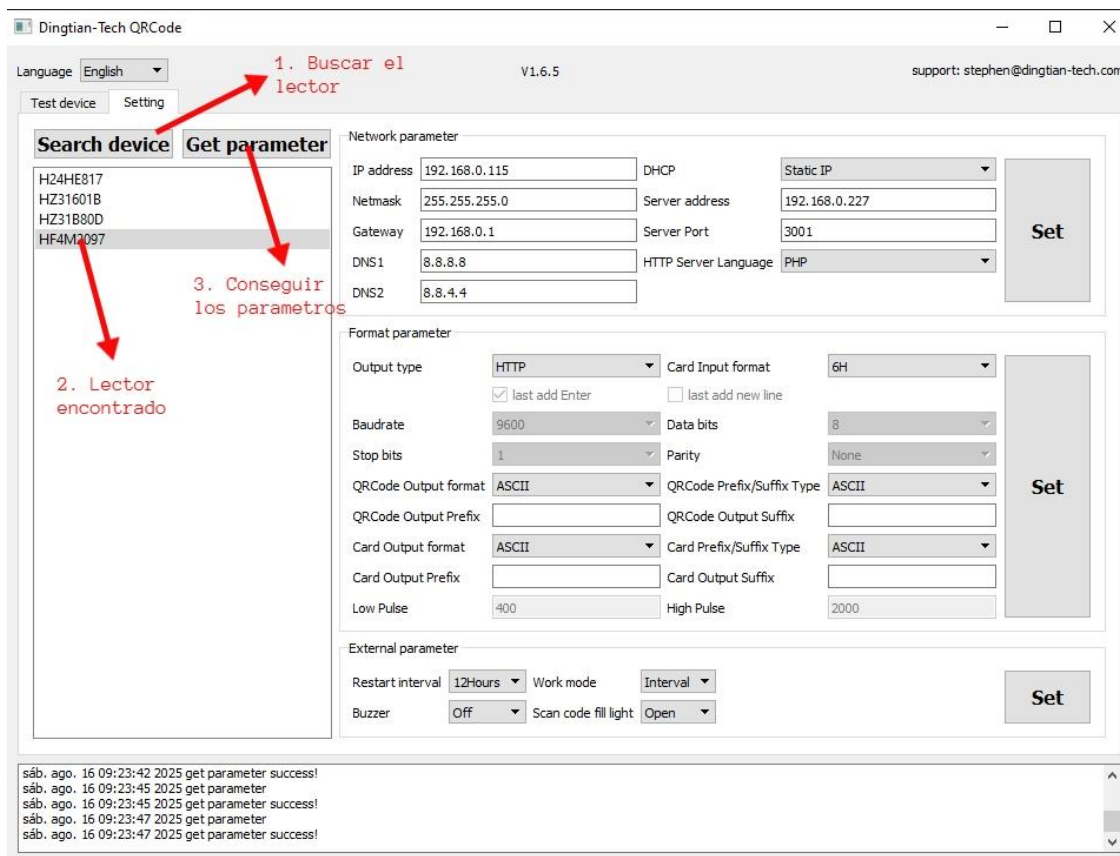 Dingtian-Tech QRCode
Language English
V1.6.5
support: stephen@dingtian-tech.com
1. Buscar el
lector
Test device Setting
Search device Get parameter
H24HE817
HZ31601B
HZ31B80D
HF4M2097
2. Lector
encontrado
3. Conseguir
los parametros
Network parameter
IP address 192.168.0.115 DHCP Static IP
Netmask 255.255.255.0 Server address 192.168.0.227
Gateway 192.168.0.1 Server Port 3001
DNS1 8.8.8.8 HTTP Server Language PHP
DNS2 8.8.4.4
Set
Format parameter
Output type HTTP Card Input format 6H
last add Enter last add new line
Baudrate 9600 Data bits 8
Stop bits 1 Parity None
QRCode Output format ASCII QRCode Prefix/Suffix Type ASCII
QRCode Output Prefix QRCode Output Suffix
Card Output format ASCII Card Prefix/Suffix Type ASCII
Card Output Prefix Card Output Suffix
Low Pulse 400 High Pulse 2000
Set
External parameter
Restart interval 12Hours Work mode Interval
Buzzer Off Scan code fill light Open
Set
sáb. ago. 16 09:23:42 2025 get parameter success!
sáb. ago. 16 09:23:45 2025 get parameter
sáb. ago. 16 09:23:45 2025 get parameter success!
sáb. ago. 16 09:23:47 2025 get parameter
sáb. ago. 16 09:23:47 2025 get parameter success!